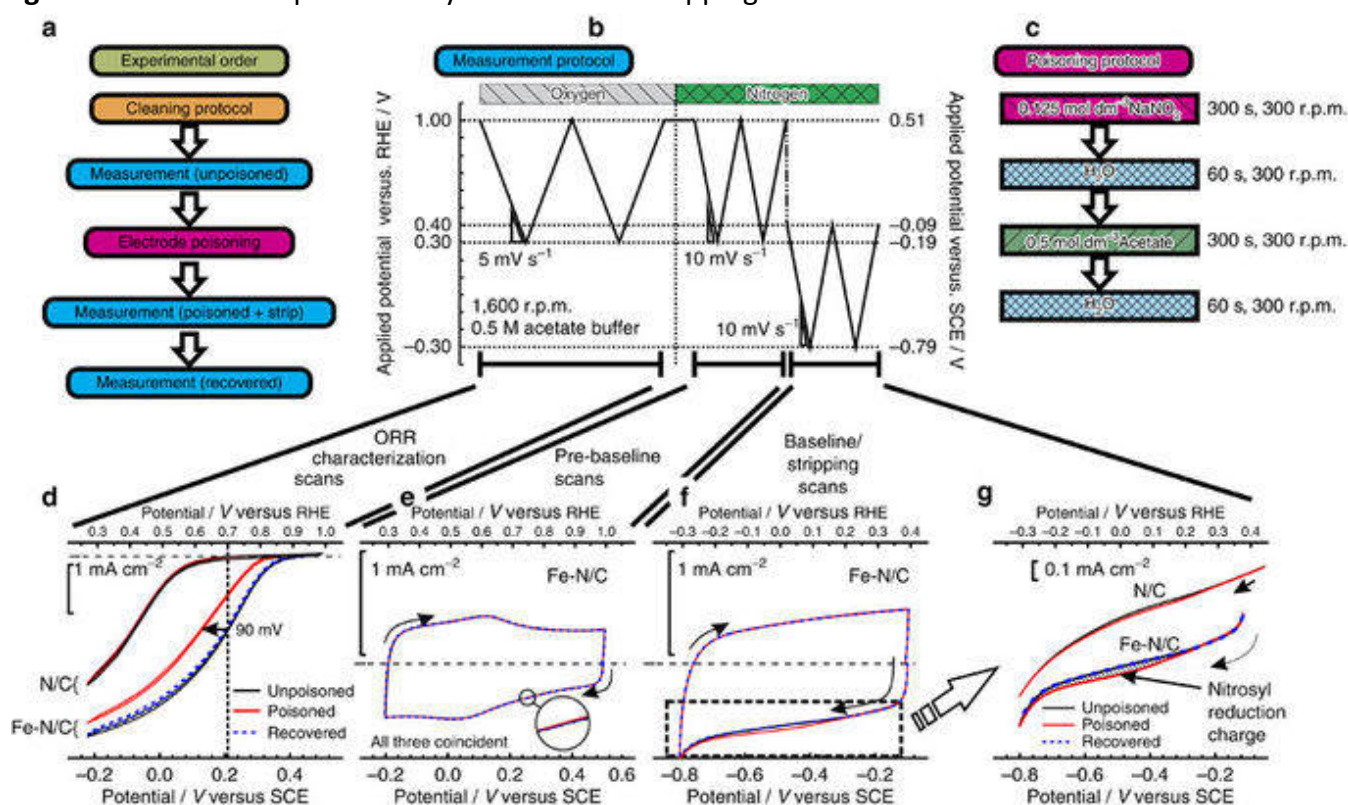 a
Experimental order
Cleaning protocol
Measurement (unpoisoned)
Electrode poisoning
Measurement (poisoned + strip)
Measurement (recovered)
b
Measurement protocol
Oxygen
Nitrogen
Applied potential versus. RHE / V
1.00
0.40
0.30
−0.30
5 mV s⁻¹
10 mV s⁻¹
1,600 r.p.m.
0.5 M acetate buffer
10 mV s⁻¹
0.51
−0.09
−0.19
−0.79
Applied potential versus. SCE / V
c
Poisoning protocol
0.125 mol dm⁻³ NaNO₂ 300 s, 300 r.p.m.
H₂O 60 s, 300 r.p.m.
0.5 mol dm⁻³ Acetate 300 s, 300 r.p.m.
H₂O 60 s, 300 r.p.m.
ORR
characterization
scans
Pre-baseline
scans
Baseline/
stripping
scans
d
Potential / V versus RHE
0.3 0.4 0.5 0.6 0.7 0.8 0.9 1.0
1 mA cm⁻²
90 mV
N/C{
Fe-N/C{
Unpoisoned
Poisoned
Recovered
−0.2 0.0 0.2 0.4
Potential / V versus SCE
e
Potential / V versus RHE
0.3 0.4 0.5 0.6 0.7 0.8 0.9 1.0
1 mA cm⁻²
Fe-N/C
All three coincident
−0.2 0.0 0.2 0.4 0.6
Potential / V versus SCE
f
Potential / V versus RHE
−0.3 −0.2 0.0 0.2 0.3 0.4
1 mA cm⁻²
Fe-N/C
−0.8 −0.6 −0.4 −0.2
Potential / V versus SCE
g
Potential / V versus RHE
−0.3 −0.2 0.0 0.2 0.4
0.1 mA cm⁻²
N/C
Fe-N/C
Nitrosyl
reduction
charge
Unpoisoned
Poisoned
Recovered
−0.8 −0.6 −0.4 −0.2
Potential / V versus SCE